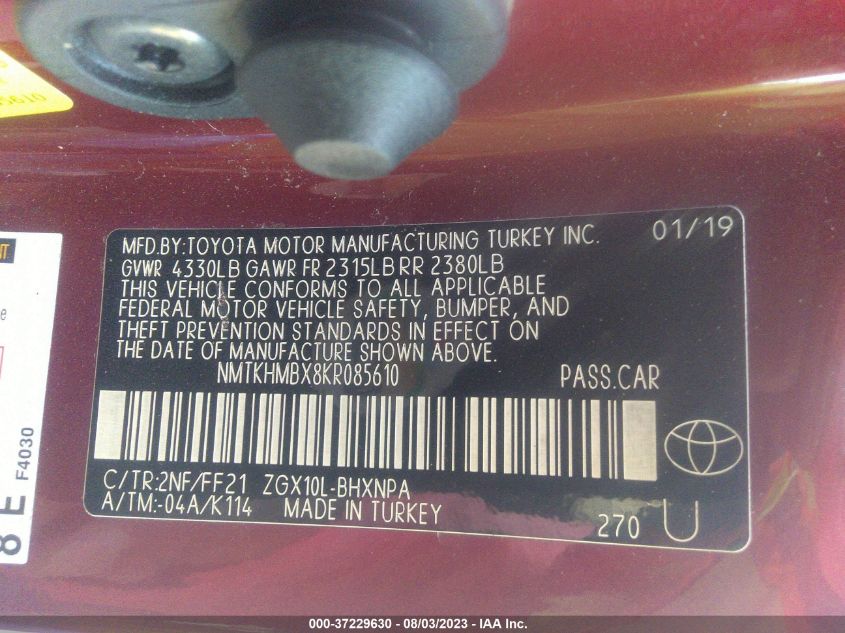 5610
MFD.BY:TOYOTA MOTOR MANUFACTURING TURKEY INC. 01/19
GVWR 4330LB GAWR FR 2315LB RR 2380LB
THIS VEHICLE CONFORMS TO ALL APPLICABLE
FEDERAL MOTOR VEHICLE SAFETY, BUMPER, AND
THEFT PREVENTION STANDARDS IN EFFECT ON
THE DATE OF MANUFACTURE SHOWN ABOVE.
NMTKHMBX8KR085610 PASS.CAR
C/TR:2NF/FF21 ZGX10L-BHXNPA
A/TM:-04A/K114 MADE IN TURKEY
270 U
F4030
8 E
000-37229630 - 08/03/2023 - IAA Inc.